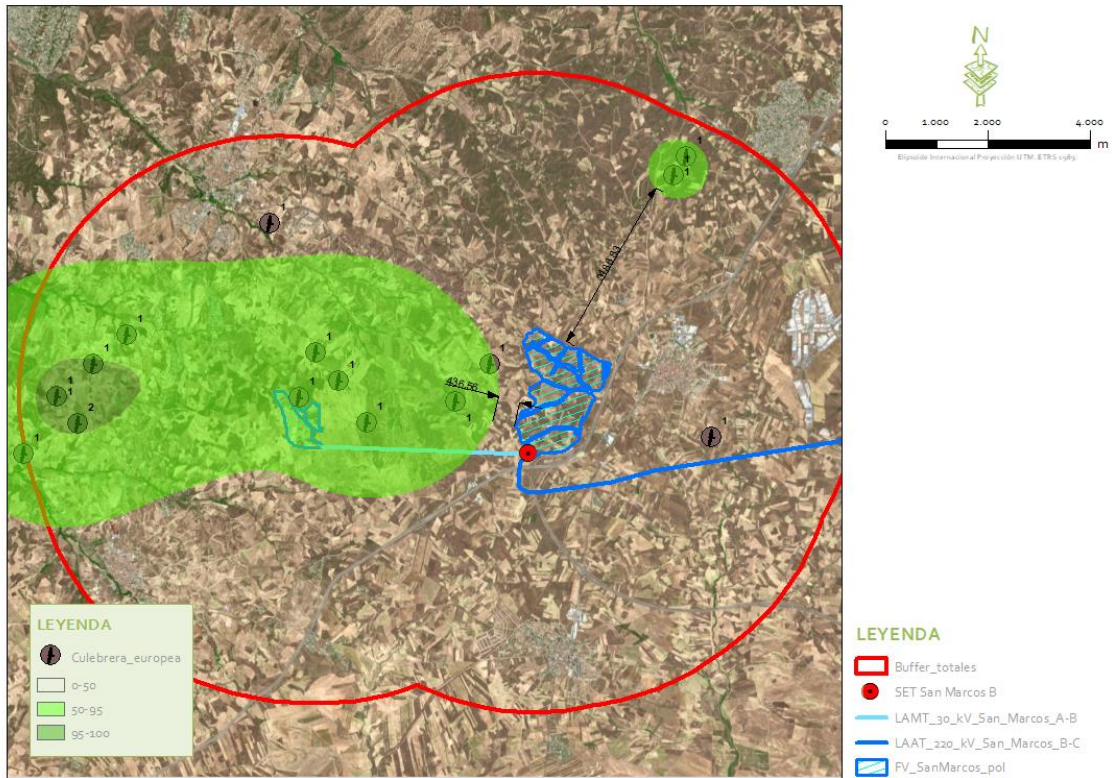 N
0 1.000 2.000 4.000
m
Elipsoide Internacional Proyección UTM. ETRS 1989.
1
1
1
1
1
1
1
1
1
1
1
436,56
1
1
2
1
1
1
LEYENDA
Culebrera_europea
0-50
50-95
95-100
LEYENDA
Buffer_totales
SET San Marcos B
LAMT_30_kV_San_Marcos_A-B
LAAT_220_kV_San_Marcos_B-C
FV_SanMarcos_pol